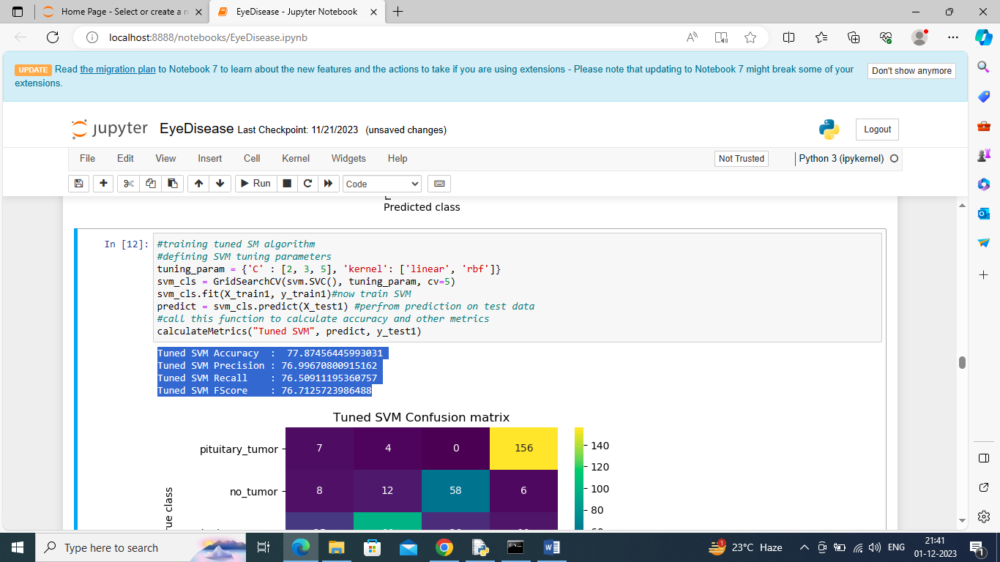 Home Page - Select or create a n
EyeDisease - Jupyter Notebook
localhost:8888/notebooks/EyeDisease.ipynb
UPDATE Read the migration plan to Notebook 7 to learn about the new features and the actions to take if you are using extensions - Please note that updating to Notebook 7 might break some of your
extensions.
Don't show anymore
jupyter EyeDisease Last Checkpoint: 11/21/2023 (unsaved changes)
Logout
File Edit View Insert Cell Kernel Widgets Help
Not Trusted
Python 3 (ipykernel)
Run
Code
Predicted class
In [12]:
#training tuned SM algorithm
#defining SVM tuning parameters
tuning_param = {'C' : [2, 3, 5], 'kernel': ['linear', 'rbf']}
svm_cls = GridSearchCV(svm.SVC(), tuning_param, cv=5)
svm_cls.fit(X_train1, y_train1)#now train SVM
predict = svm_cls.predict(X_test1) #perfrom prediction on test data
#call this function to calculate accuracy and other metrics
calculateMetrics("Tuned SVM", predict, y_test1)
Tuned SVM Accuracy  :  77.87456445993031
Tuned SVM Precision : 76.99670800915162
Tuned SVM Recall    : 76.50911195360757
Tuned SVM FScore    : 76.7125723986488
Tuned SVM Confusion matrix
pituitary_tumor 7 4 0 156
no_tumor 8 12 58 6
140
120
100
80
Type here to search
1
23°C Haze
ENG
21:41
01-12-2023
1